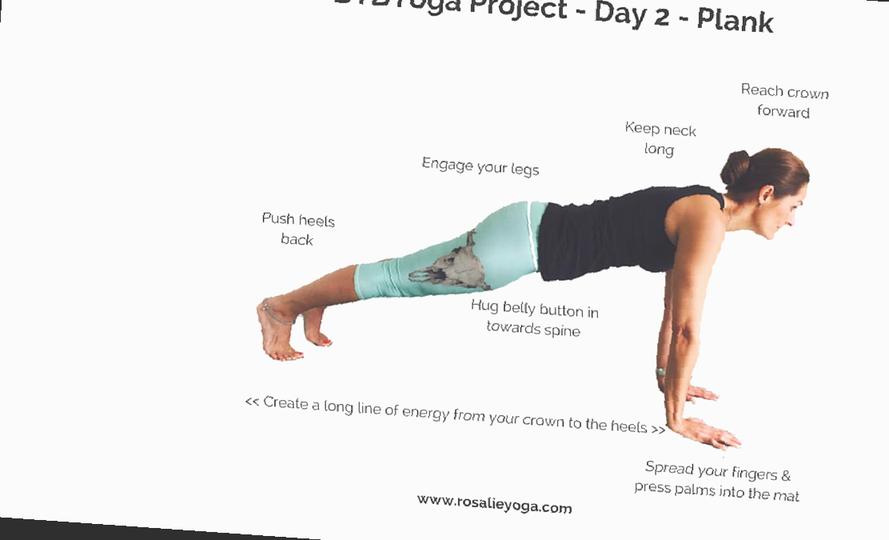 Yoga Project - Day 2 - Plank
Reach crown
forward
Keep neck
long
Engage your legs
Push heels
back
Hug belly button in
towards spine
<< Create a long line of energy from your crown to the heels >>
Spread your fingers &
press palms into the mat
www.rosalieyoga.com